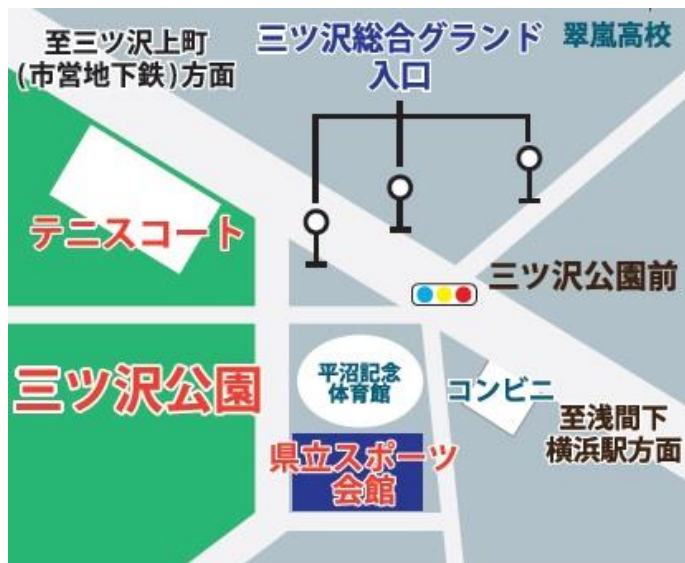 至三ツ沢上町
(市営地下鉄)方面
三ツ沢総合グランド
入口
翠嵐高校
テニスコート
三ツ沢公園前
三ツ沢公園
平沼記念
体育館
コンビニ
至浅間下
横浜駅方面
県立スポーツ
会館